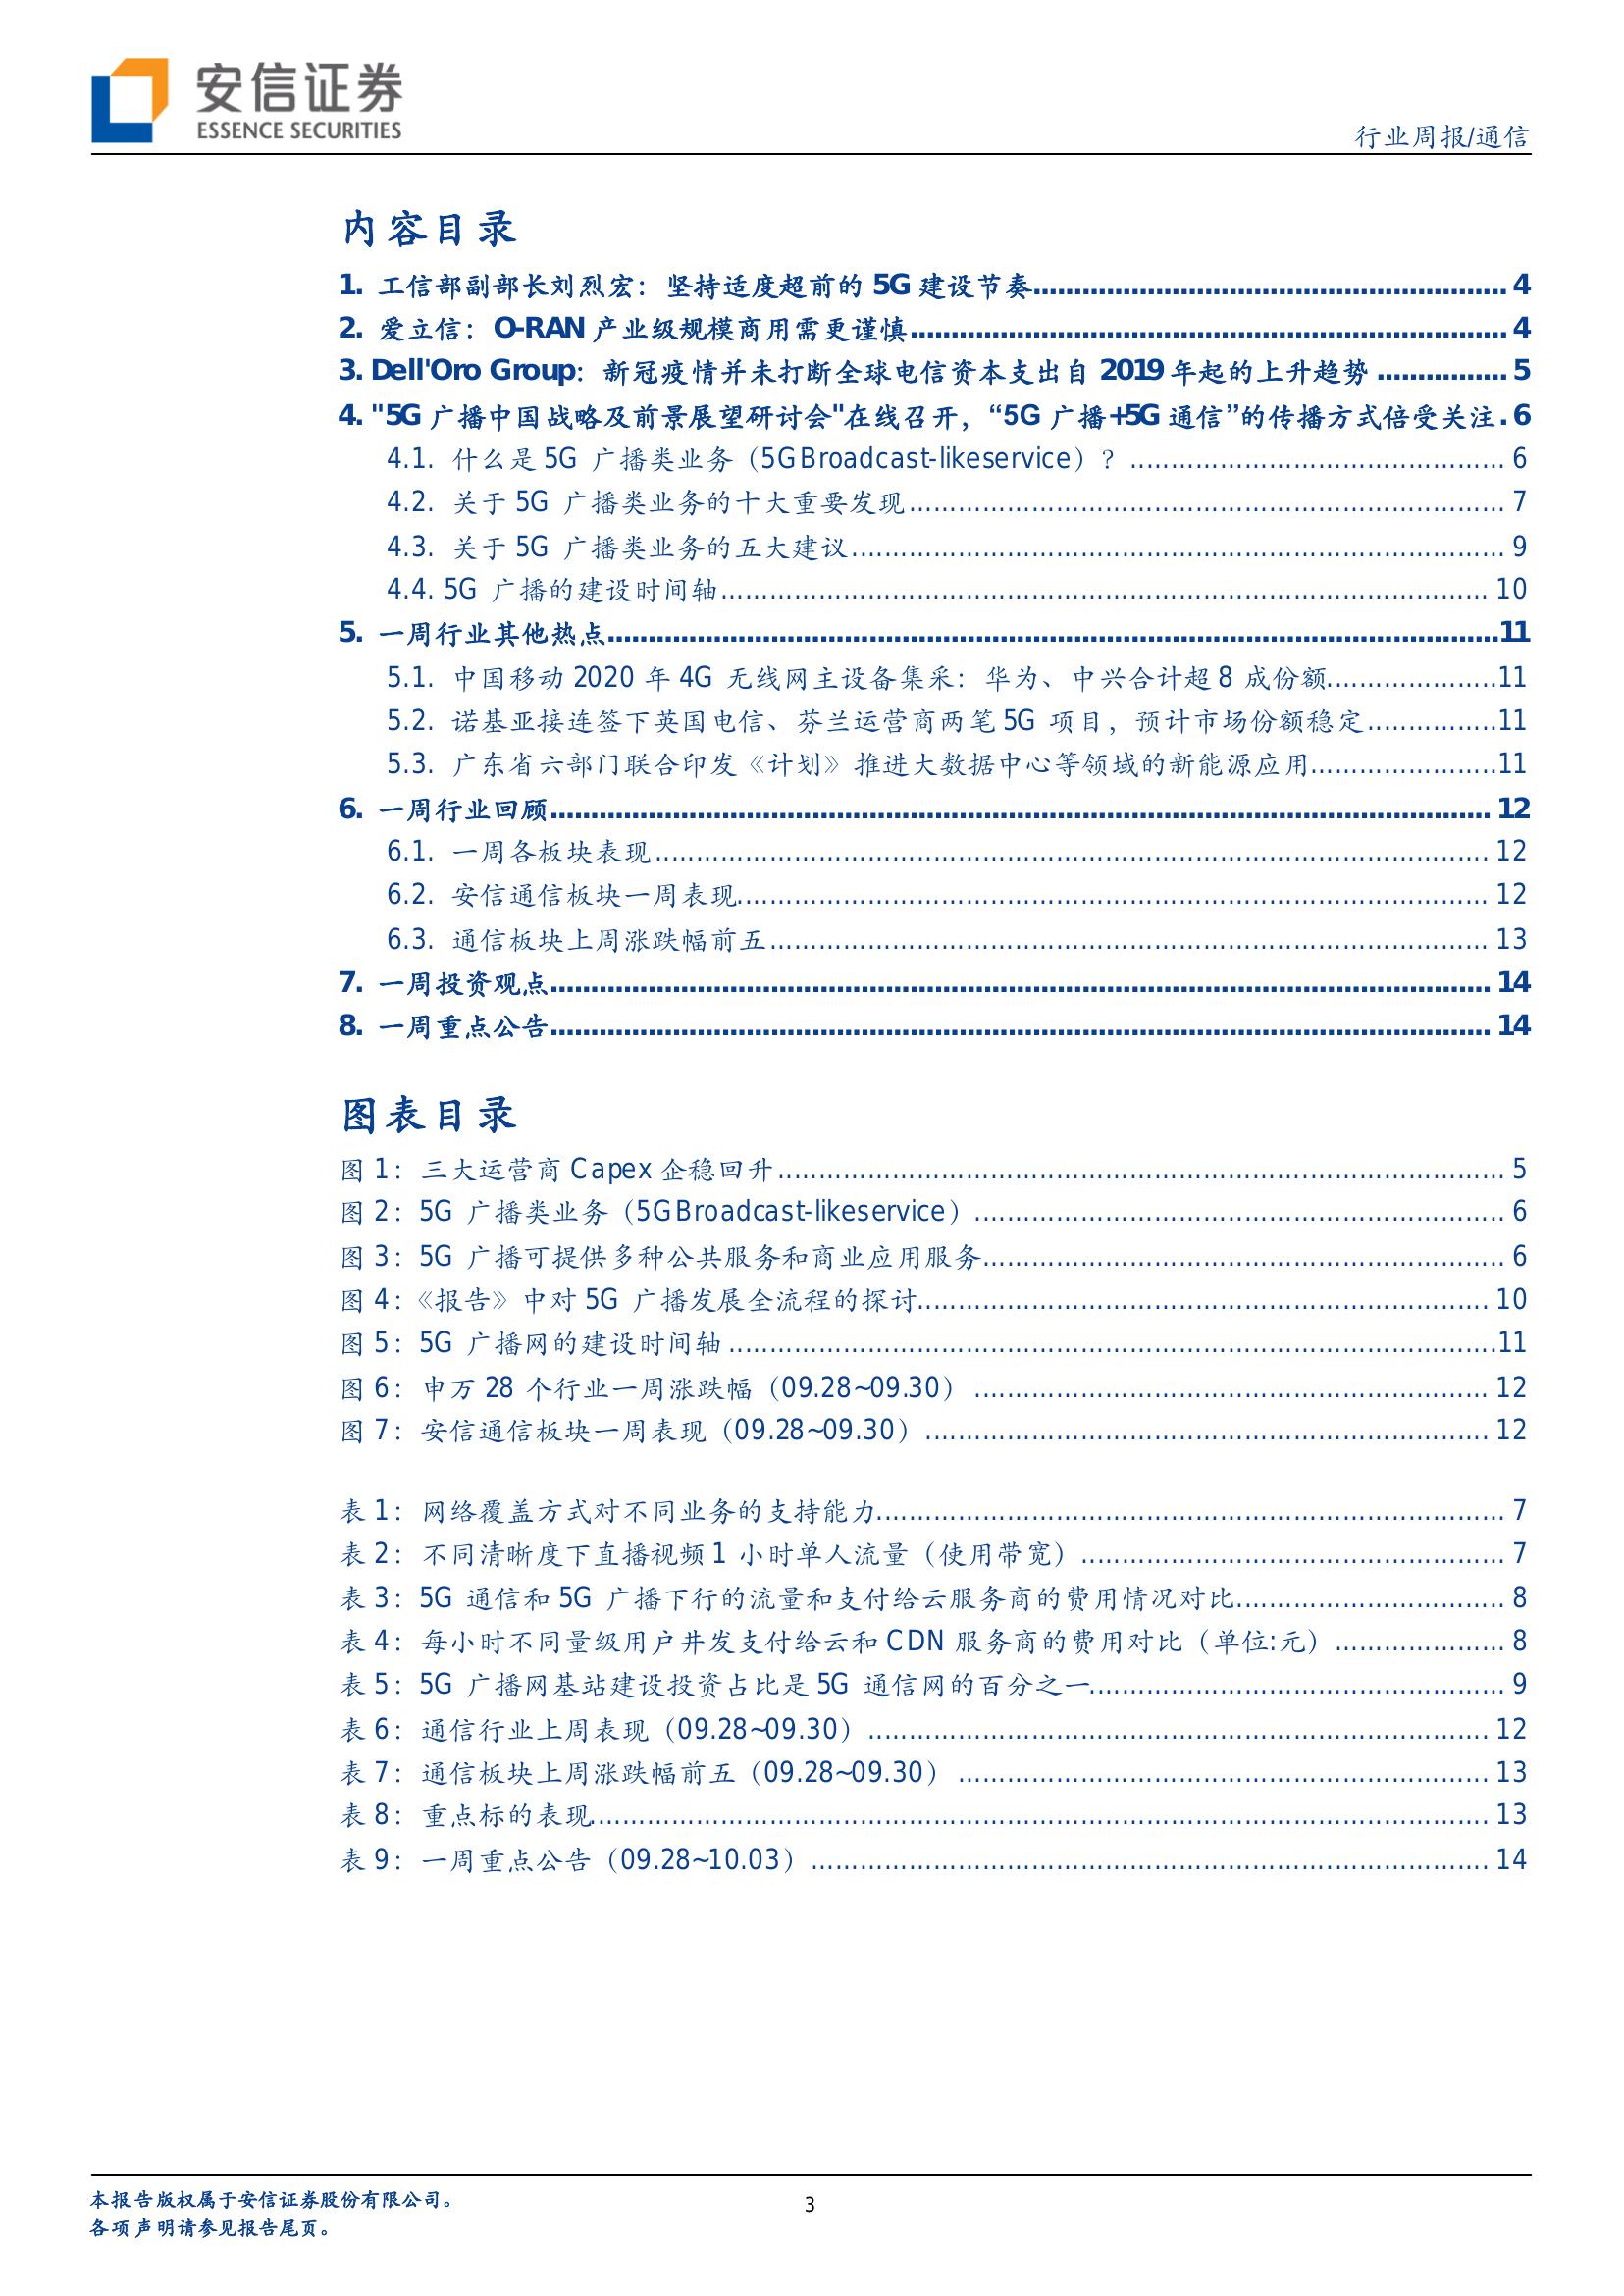 安信证券
ESSENCE SECURITIES
行业周报/通信
内容目录
1. 工信部副部长刘烈宏：坚持适度超前的 5G 建设节奏 4
2. 爱立信：O-RAN 产业级规模商用需更谨慎 4
3. Dell'Oro Group：新冠疫情并未打断全球电信资本支出自 2019 年起的上升趋势 5
4. "5G 广播中国战略及前景展望研讨会"在线召开，“5G 广播+5G 通信”的传播方式倍受关注 . 6
4.1. 什么是 5G 广播类业务（5G Broadcast-likeservice）？ 6
4.2. 关于 5G 广播类业务的十大重要发现 7
4.3. 关于 5G 广播类业务的五大建议 9
4.4. 5G 广播的建设时间轴 10
5. 一周行业其他热点 11
5.1. 中国移动 2020 年 4G 无线网主设备集采：华为、中兴合计超 8 成份额 11
5.2. 诺基亚接连签下英国电信、芬兰运营商两笔 5G 项目，预计市场份额稳定 11
5.3. 广东省六部门联合印发《计划》推进大数据中心等领域的新能源应用 11
6. 一周行业回顾 12
6.1. 一周各板块表现 12
6.2. 安信通信板块一周表现 12
6.3. 通信板块上周涨跌幅前五 13
7. 一周投资观点 14
8. 一周重点公告 14
图表目录
图 1：三大运营商 Capex 企稳回升 5
图 2：5G 广播类业务（5G Broadcast-likeservice） 6
图 3：5G 广播可提供多种公共服务和商业应用服务 6
图 4：《报告》中对 5G 广播发展全流程的探讨 10
图 5：5G 广播网的建设时间轴 11
图 6：申万 28 个行业一周涨跌幅（09.28~09.30） 12
图 7：安信通信板块一周表现（09.28~09.30） 12
表 1：网络覆盖方式对不同业务的支持能力 7
表 2：不同清晰度下直播视频 1 小时单人流量（使用带宽） 7
表 3：5G 通信和 5G 广播下行的流量和支付给云服务商的费用情况对比 8
表 4：每小时不同量级用户并发支付给云和 CDN 服务商的费用对比（单位:元） 8
表 5：5G 广播网基站建设投资占比是 5G 通信网的百分之一 9
表 6：通信行业上周表现（09.28~09.30） 12
表 7：通信板块上周涨跌幅前五（09.28~09.30） 13
表 8：重点标的表现 13
表 9：一周重点公告（09.28~10.03） 14
本报告版权属于安信证券股份有限公司。
各项声明请参见报告尾页。
3